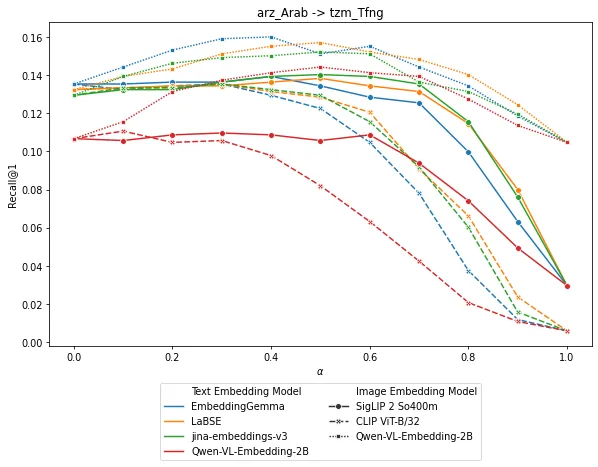 arz_Arab -> tzm_Tfng
Recall@1
0.16
0.14
0.12
0.10
0.08
0.06
0.04
0.02
0.00
0.0 0.2 0.4 0.6 0.8 1.0
α
Text Embedding Model Image Embedding Model
EmbeddingGemma SigLIP 2 So400m
LaBSE CLIP ViT-B/32
jina-embeddings-v3 Qwen-VL-Embedding-2B
Qwen-VL-Embedding-2B